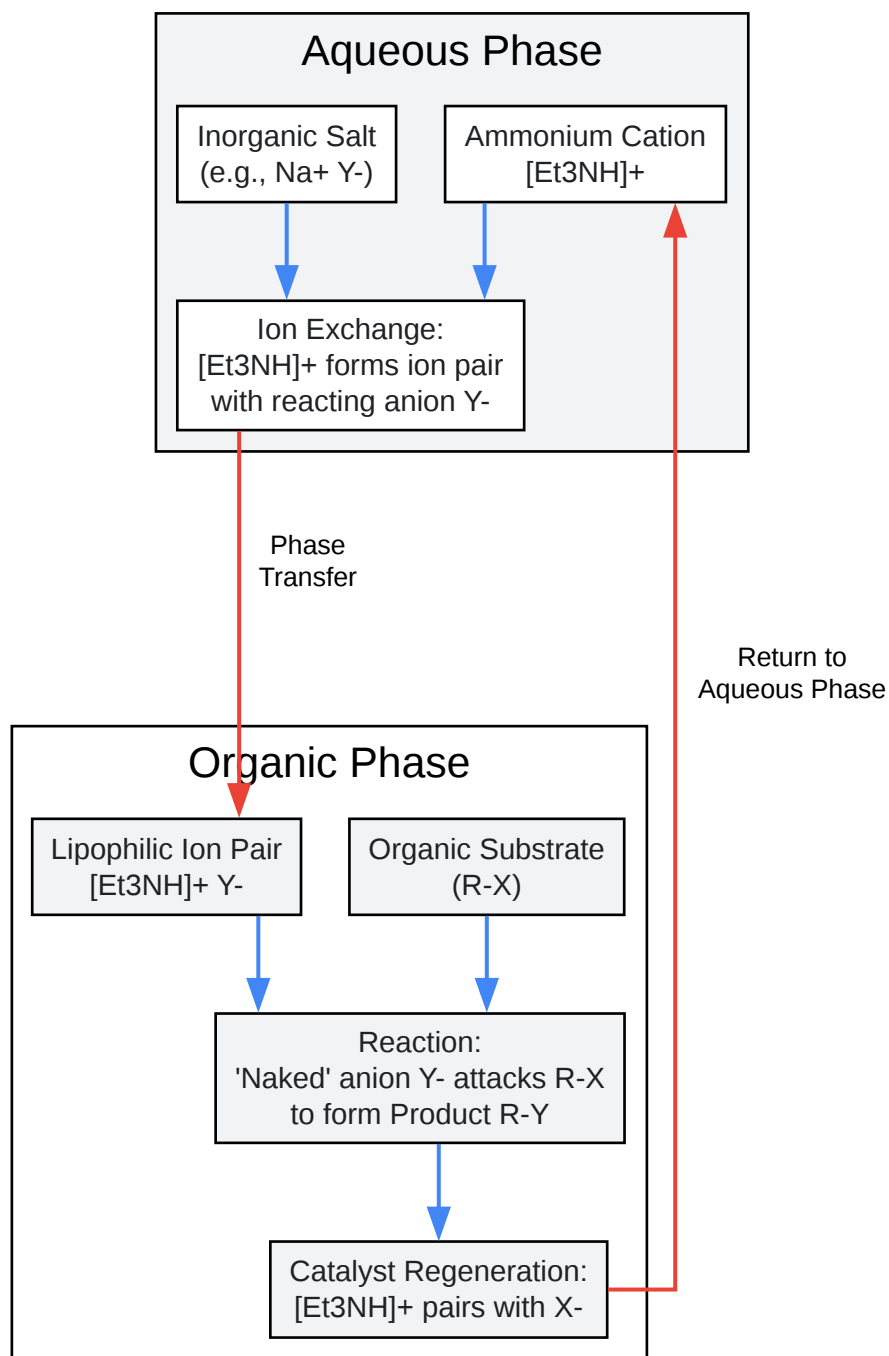 Aqueous Phase
Inorganic Salt
(e.g., Na+ Y-)
Ammonium Cation
[Et3NH]+
Ion Exchange:
[Et3NH]+ forms ion pair
with reacting anion Y-
Phase
Transfer
Return to
Aqueous Phase
Organic Phase
Lipophilic Ion Pair
[Et3NH]+ Y-
Organic Substrate
(R-X)
Reaction:
'Naked' anion Y- attacks R-X
to form Product R-Y
Catalyst Regeneration:
[Et3NH]+ pairs with X-